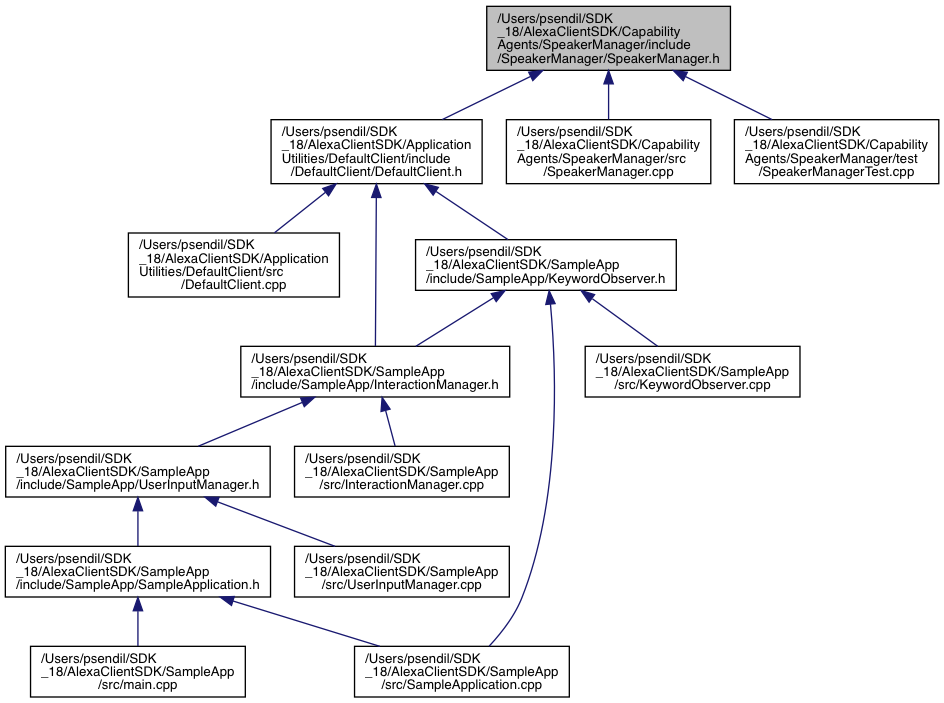 /Users/psendil/SDK
_18/AlexaClientSDK/Capability
Agents/SpeakerManager/include
/SpeakerManager/SpeakerManager.h
/Users/psendil/SDK
_18/AlexaClientSDK/Application
Utilities/DefaultClient/include
/DefaultClient/DefaultClient.h
/Users/psendil/SDK
_18/AlexaClientSDK/Capability
Agents/SpeakerManager/src
/SpeakerManager.cpp
/Users/psendil/SDK
_18/AlexaClientSDK/Capability
Agents/SpeakerManager/test
/SpeakerManagerTest.cpp
/Users/psendil/SDK
_18/AlexaClientSDK/Application
Utilities/DefaultClient/src
/DefaultClient.cpp
/Users/psendil/SDK
_18/AlexaClientSDK/SampleApp
/include/SampleApp/KeywordObserver.h
/Users/psendil/SDK
_18/AlexaClientSDK/SampleApp
/include/SampleApp/InteractionManager.h
/Users/psendil/SDK
_18/AlexaClientSDK/SampleApp
/src/KeywordObserver.cpp
/Users/psendil/SDK
_18/AlexaClientSDK/SampleApp
/include/SampleApp/UserInputManager.h
/Users/psendil/SDK
_18/AlexaClientSDK/SampleApp
/src/InteractionManager.cpp
/Users/psendil/SDK
_18/AlexaClientSDK/SampleApp
/include/SampleApp/SampleApplication.h
/Users/psendil/SDK
_18/AlexaClientSDK/SampleApp
/src/UserInputManager.cpp
/Users/psendil/SDK
_18/AlexaClientSDK/SampleApp
/src/main.cpp
/Users/psendil/SDK
_18/AlexaClientSDK/SampleApp
/src/SampleApplication.cpp